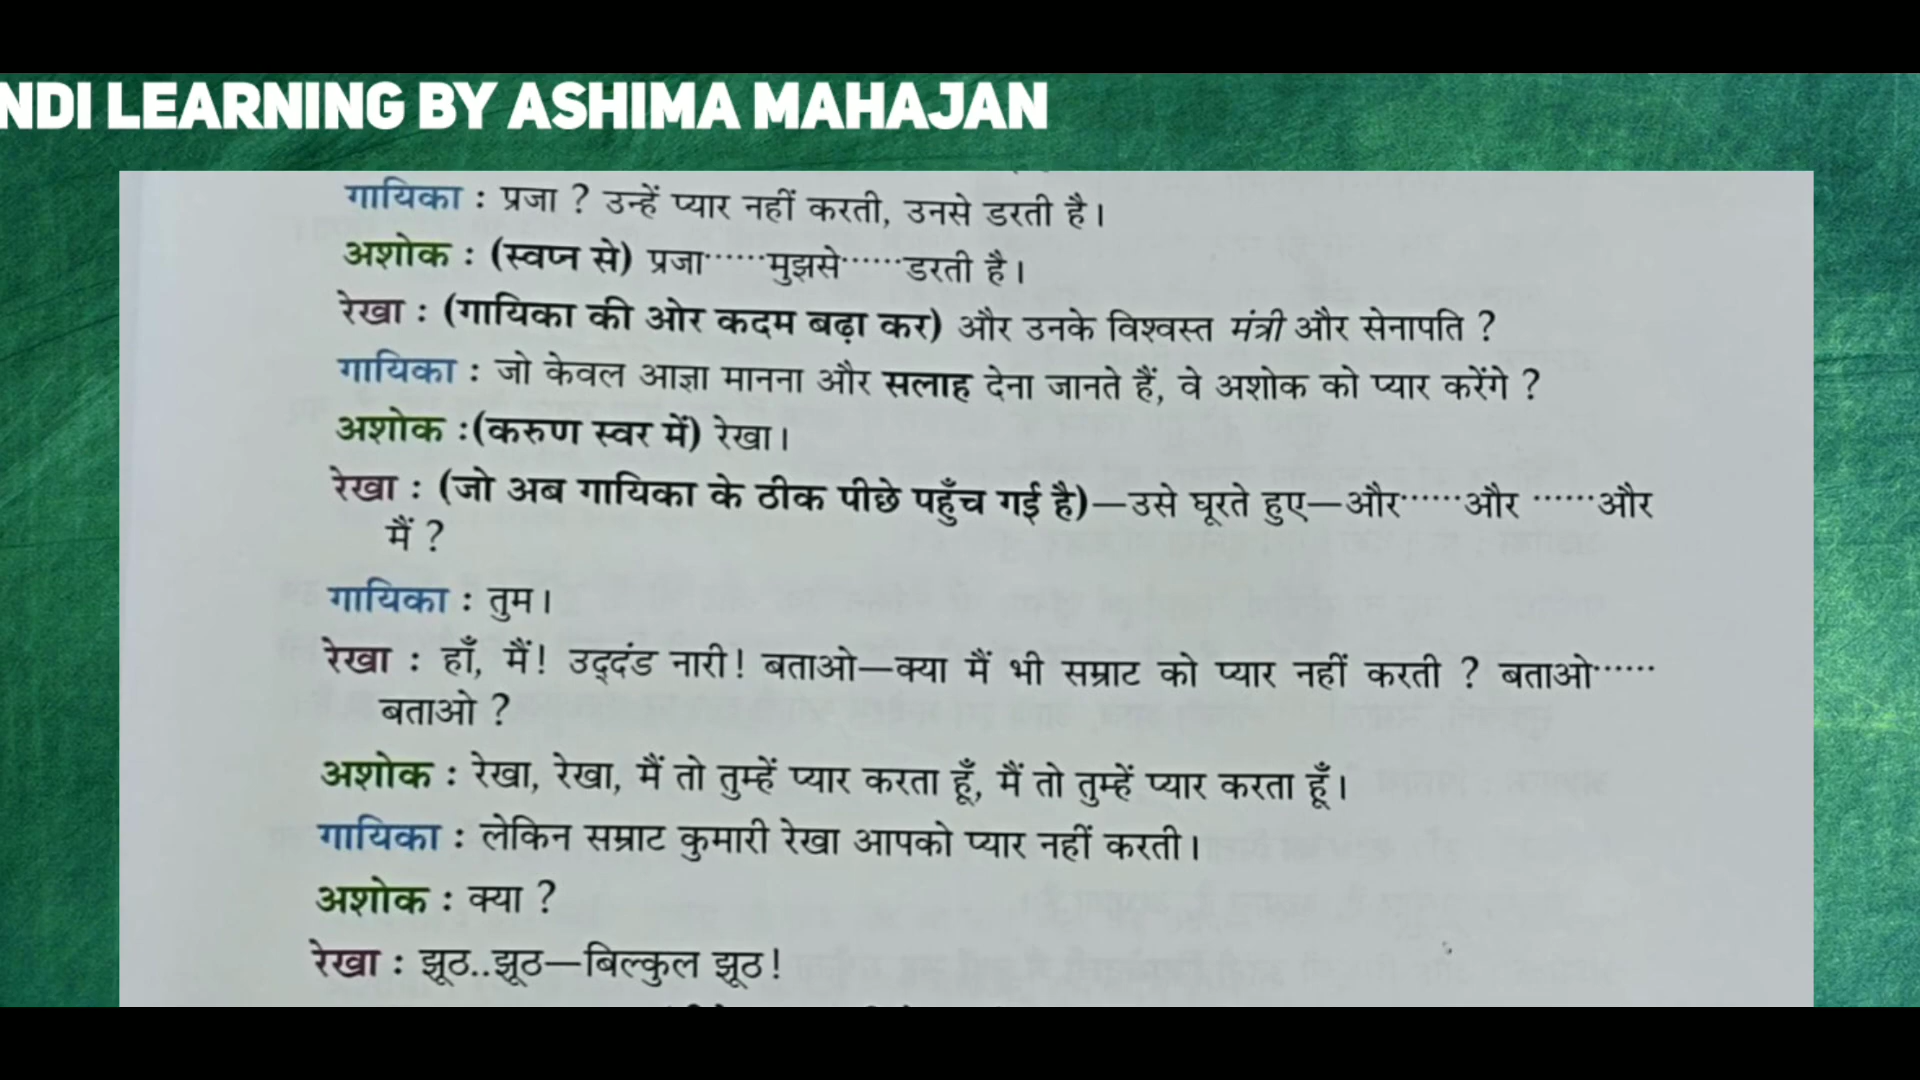 NDI LEARNING BY ASHIMA MAHAJAN
गायिका : प्रजा ? उन्हें प्यार नहीं करती, उनसे डरती है।
अशोक : (स्वप्न से) प्रजा······मुझसे······डरती है।
रेखा : (गायिका की ओर कदम बढ़ा कर) और उनके विश्वस्त मंत्री और सेनापति ?
गायिका : जो केवल आज्ञा मानना और सलाह देना जानते हैं, वे अशोक को प्यार करेंगे ?
अशोक :(करुण स्वर में) रेखा।
रेखा : (जो अब गायिका के ठीक पीछे पहुँच गई है)—उसे घूरते हुए—और······और ······और
मैं ?
गायिका : तुम।
रेखा : हाँ, मैं! उद्दंड नारी! बताओ—क्या मैं भी सम्राट को प्यार नहीं करती ? बताओ······
बताओ ?
अशोक : रेखा, रेखा, मैं तो तुम्हें प्यार करता हूँ, मैं तो तुम्हें प्यार करता हूँ।
गायिका : लेकिन सम्राट कुमारी रेखा आपको प्यार नहीं करती।
अशोक : क्या ?
रेखा : झूठ..झूठ—बिल्कुल झूठ!